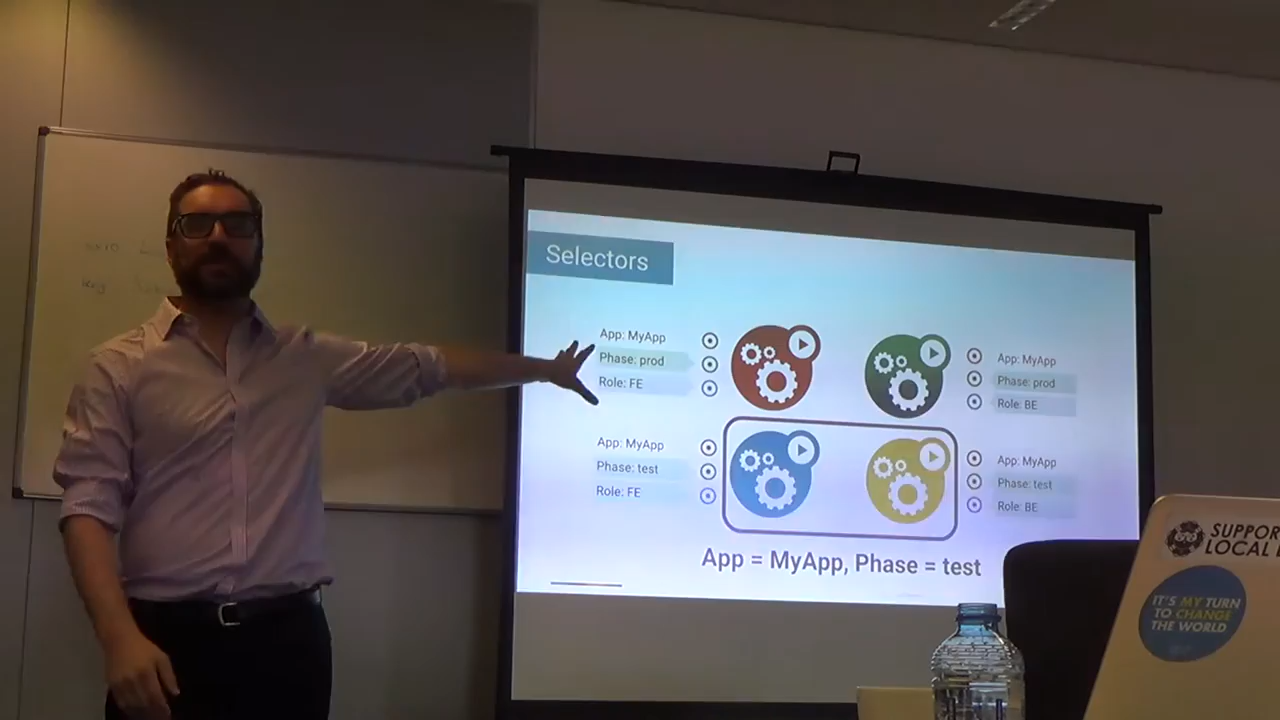 Selectors
App: MyApp
Phase: prod
Role: FE
App: MyApp
Phase: prod
Role: BE
App: MyApp
Phase: test
Role: FE
App: MyApp
Phase: test
Role: BE
App = MyApp, Phase = test
SUPPOR
LOCAL
IT'S MY TURN
TO CHANGE
THE WORLD